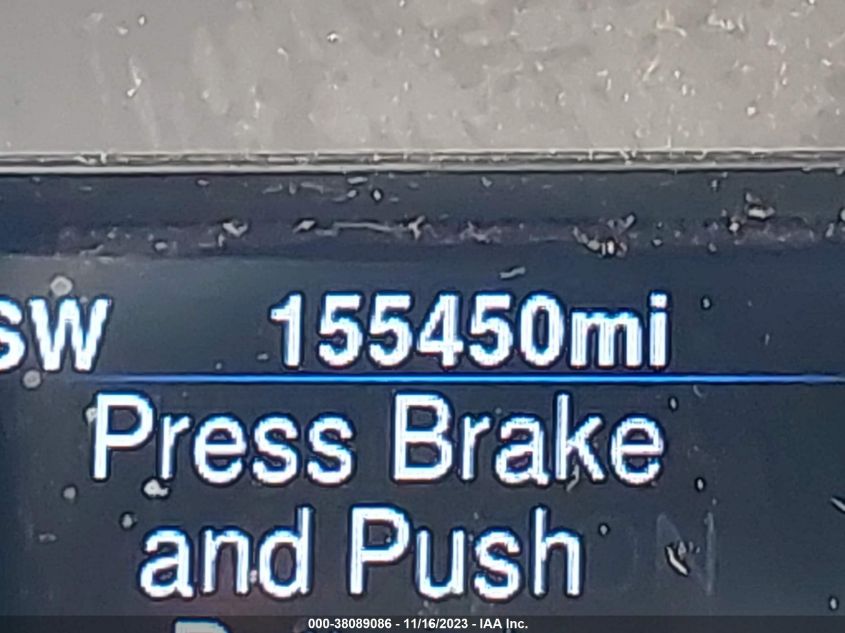 SW 155450mi
Press Brake
and Push
000-38089086 - 11/16/2023 - IAA Inc.